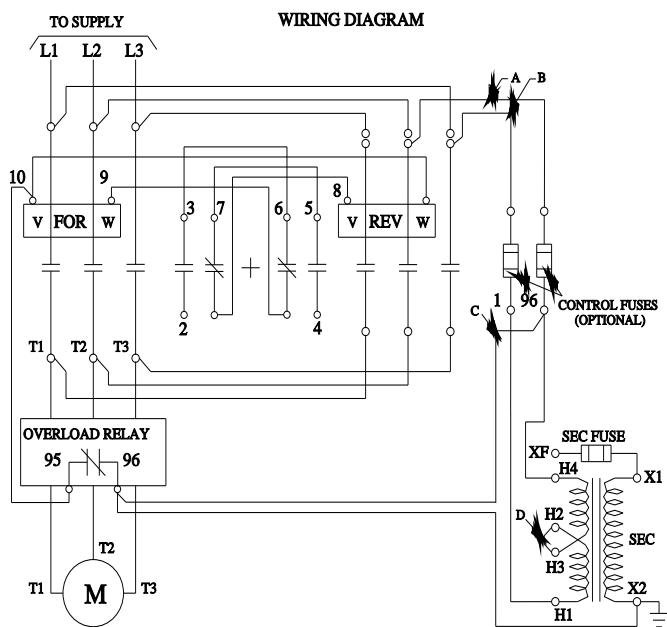 WIRING DIAGRAM
TO SUPPLY
L1 L2 L3
A B
10 9 8
3 7 6 5
V FOR W
V REV W
1 96
CONTROL FUSES
(OPTIONAL)
C
2 4
T1 T2 T3
OVERLOAD RELAY
95 96
SEC FUSE
XF X1
H4
D H2
SEC
H3
T2
T1 M T3
X2
H1